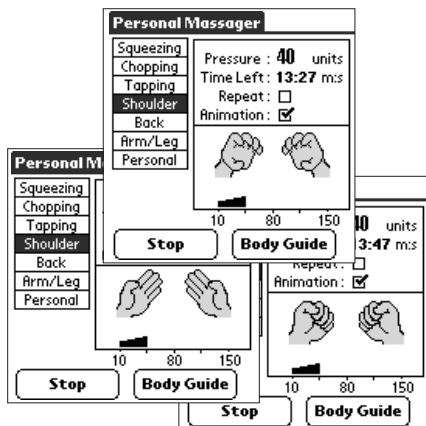 Personal Massager
Squeezing
Chopping
Tapping
Shoulder
Back
Arm/Leg
Personal
Pressure : 40 units
Time Left : 13:27 m:s
Repeat :
Animation :
10 80 150
Stop
Body Guide
Personal M
Squeezing
Chopping
Tapping
Shoulder
Back
Arm/Leg
Personal
10 80 150
Stop
Body Guide
40 units
3:47 m:s
Repeat :
Animation :
10 80 150
Stop
Body Guide